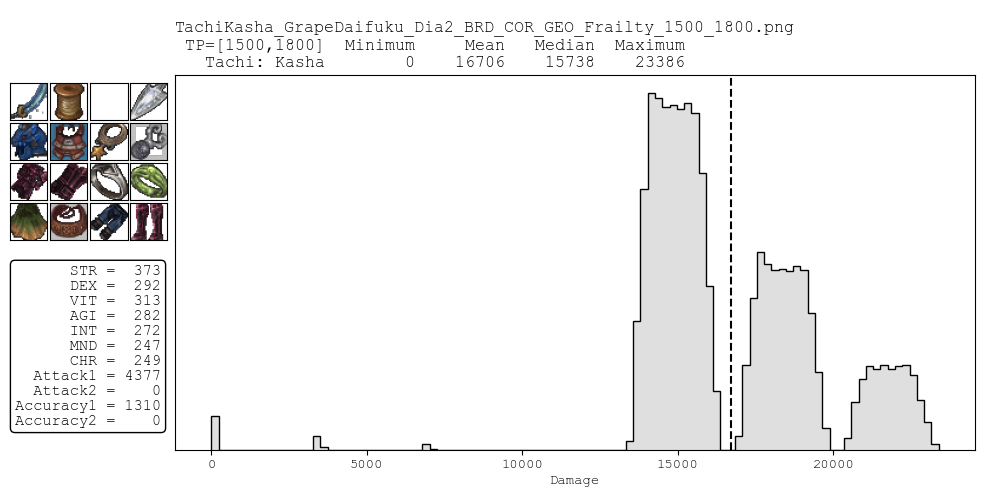 TachiKasha_GrapeDaifuku_Dia2_BRD_COR_GEO_Frailty_1500_1800.png
TP=[1500,1800] Minimum Mean Median Maximum
Tachi: Kasha 0 16706 15738 23386
STR = 373
DEX = 292
VIT = 313
AGI = 282
INT = 272
MND = 247
CHR = 249
Attack1 = 4377
Attack2 = 0
Accuracy1 = 1310
Accuracy2 = 0
0 5000 10000 15000 20000
Damage